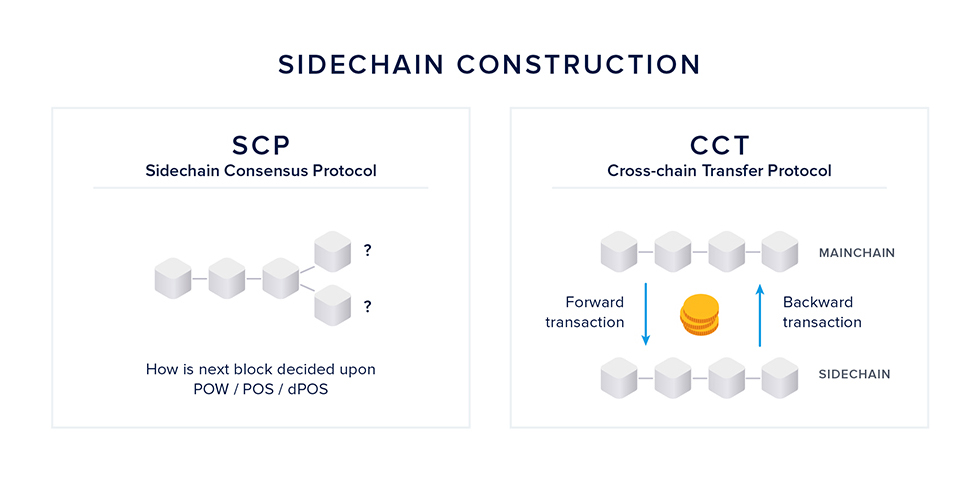 SIDECHAIN CONSTRUCTION
SCP
Sidechain Consensus Protocol
?
?
How is next block decided upon
POW / POS / dPOS
CCT
Cross-chain Transfer Protocol
MAINCHAIN
Forward
transaction
Backward
transaction
SIDECHAIN